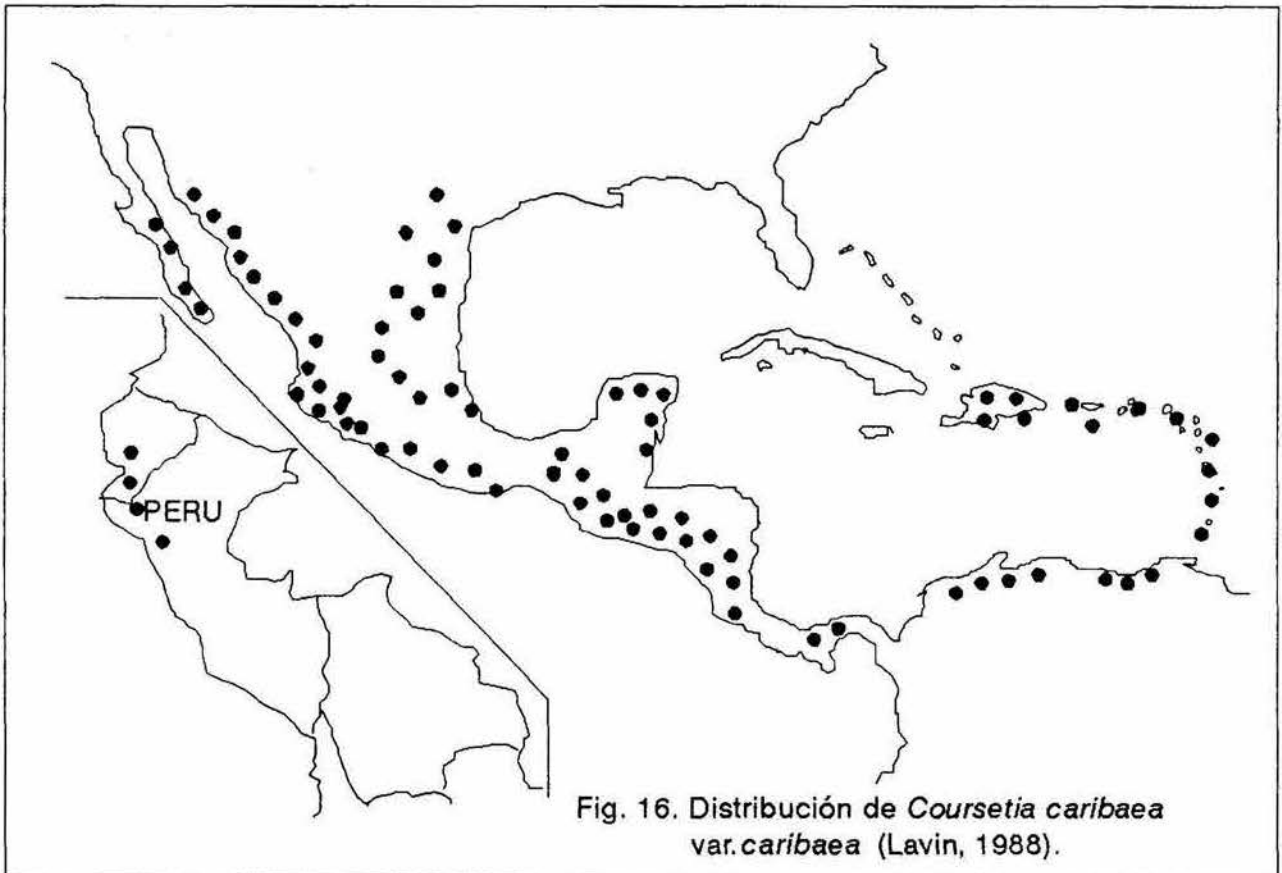 PERU
Fig. 16. Distribución de Coursetia caribaea
var.caribaea (Lavin, 1988).